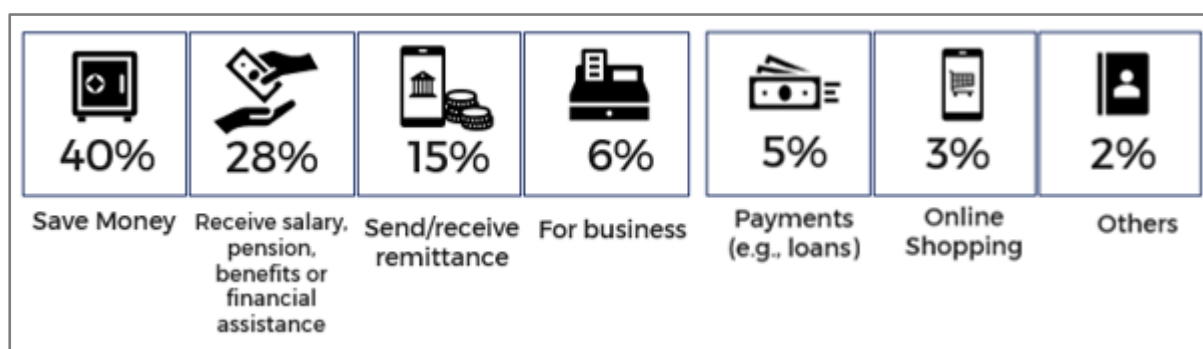 40%
28%
15%
6%
5%
3%
2%
Save Money
Receive salary,
pension,
benefits or
financial
assistance
Send/receive
remittance
For business
Payments
(e.g., loans)
Online
Shopping
Others